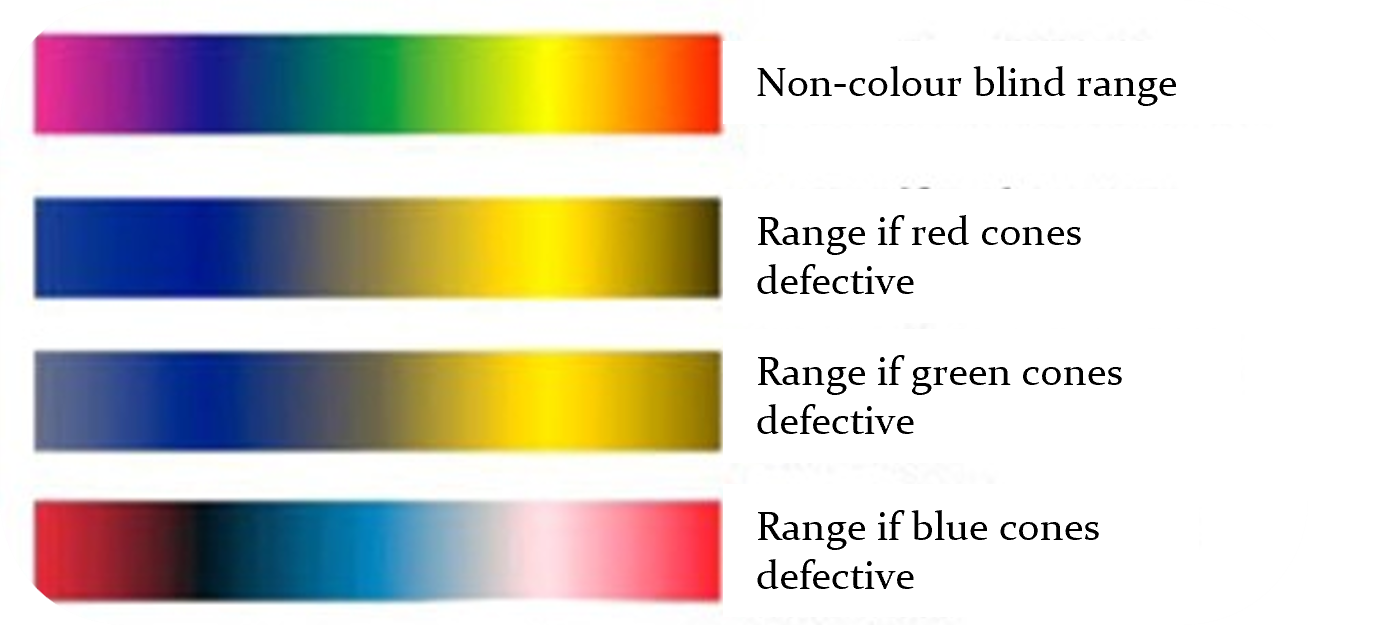 Non-colour blind range
Range if red cones
defective
Range if green cones
defective
Range if blue cones
defective